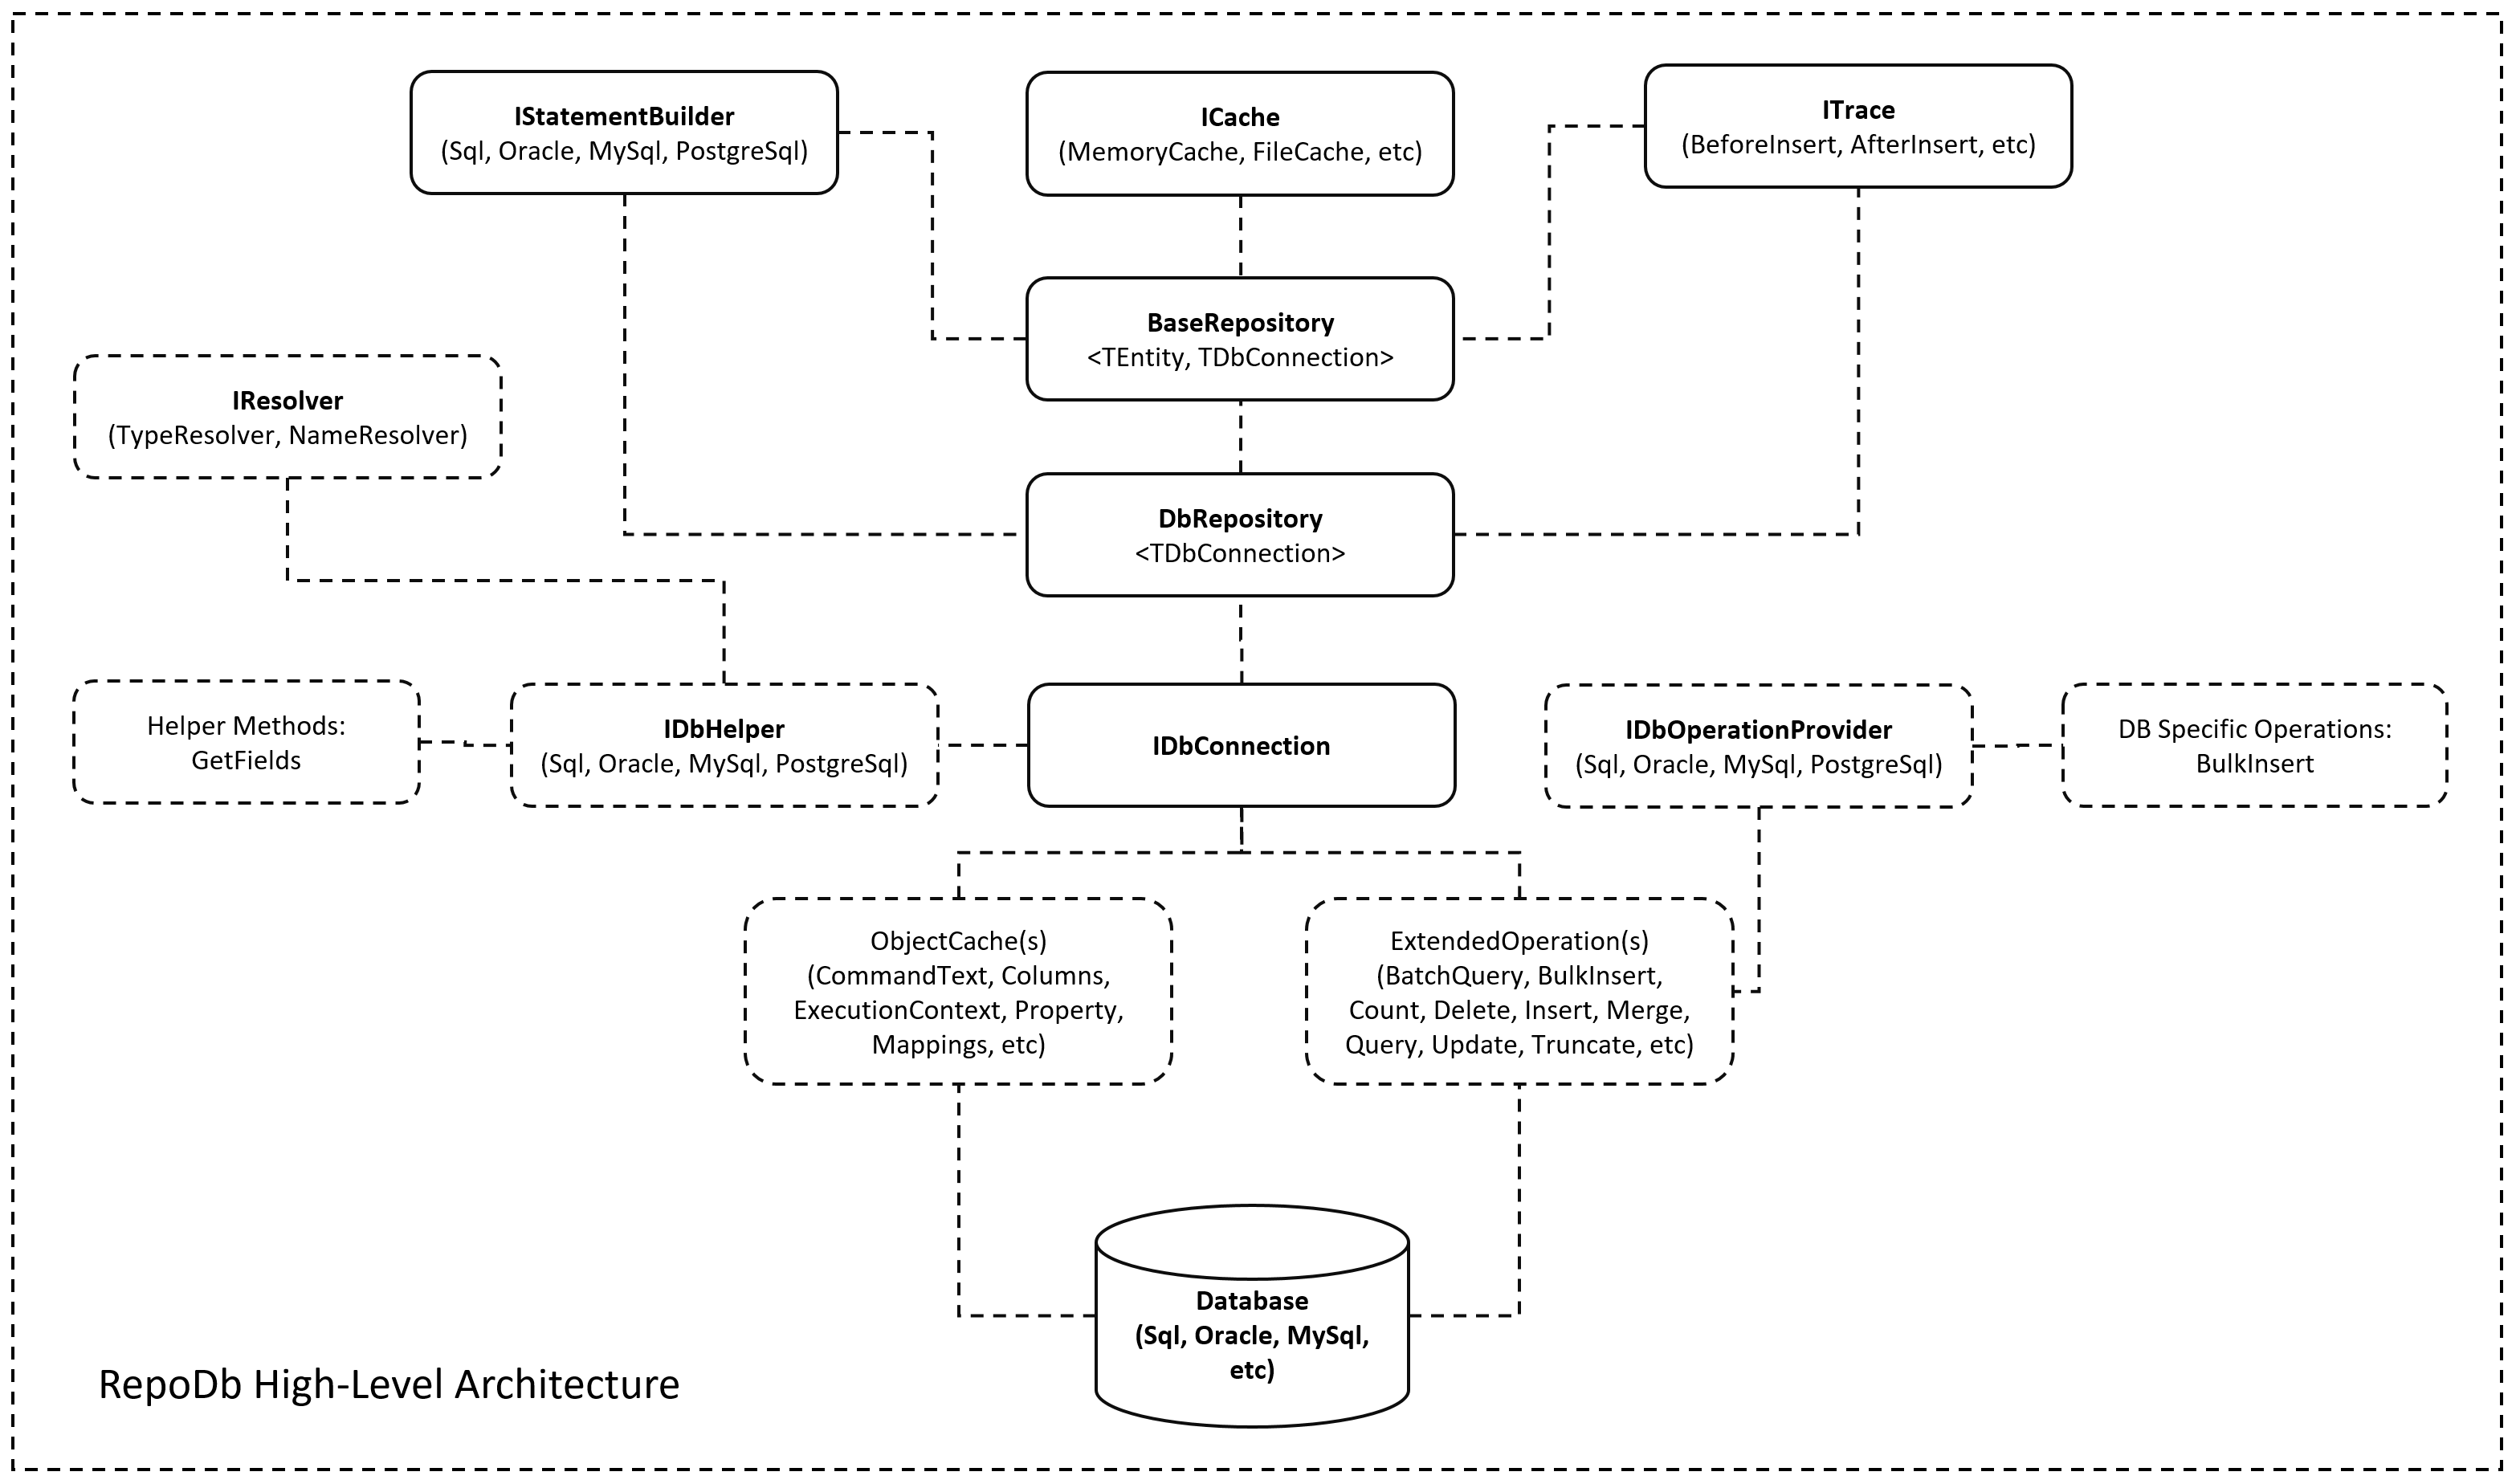 IStatementBuilder
(Sql, Oracle, MySql, PostgreSql)
ICache
(MemoryCache, FileCache, etc)
ITrace
(BeforeInsert, AfterInsert, etc)
BaseRepository
<TEntity, TDbConnection>
IResolver
(TypeResolver, NameResolver)
DbRepository
<TDbConnection>
Helper Methods:
GetFields
IDbHelper
(Sql, Oracle, MySql, PostgreSql)
IDbConnection
IDbOperationProvider
(Sql, Oracle, MySql, PostgreSql)
DB Specific Operations:
BulkInsert
ObjectCache(s)
(CommandText, Columns,
ExecutionContext, Property,
Mappings, etc)
ExtendedOperation(s)
(BatchQuery, BulkInsert,
Count, Delete, Insert, Merge,
Query, Update, Truncate, etc)
Database
(Sql, Oracle, MySql,
etc)
RepoDb High-Level Architecture